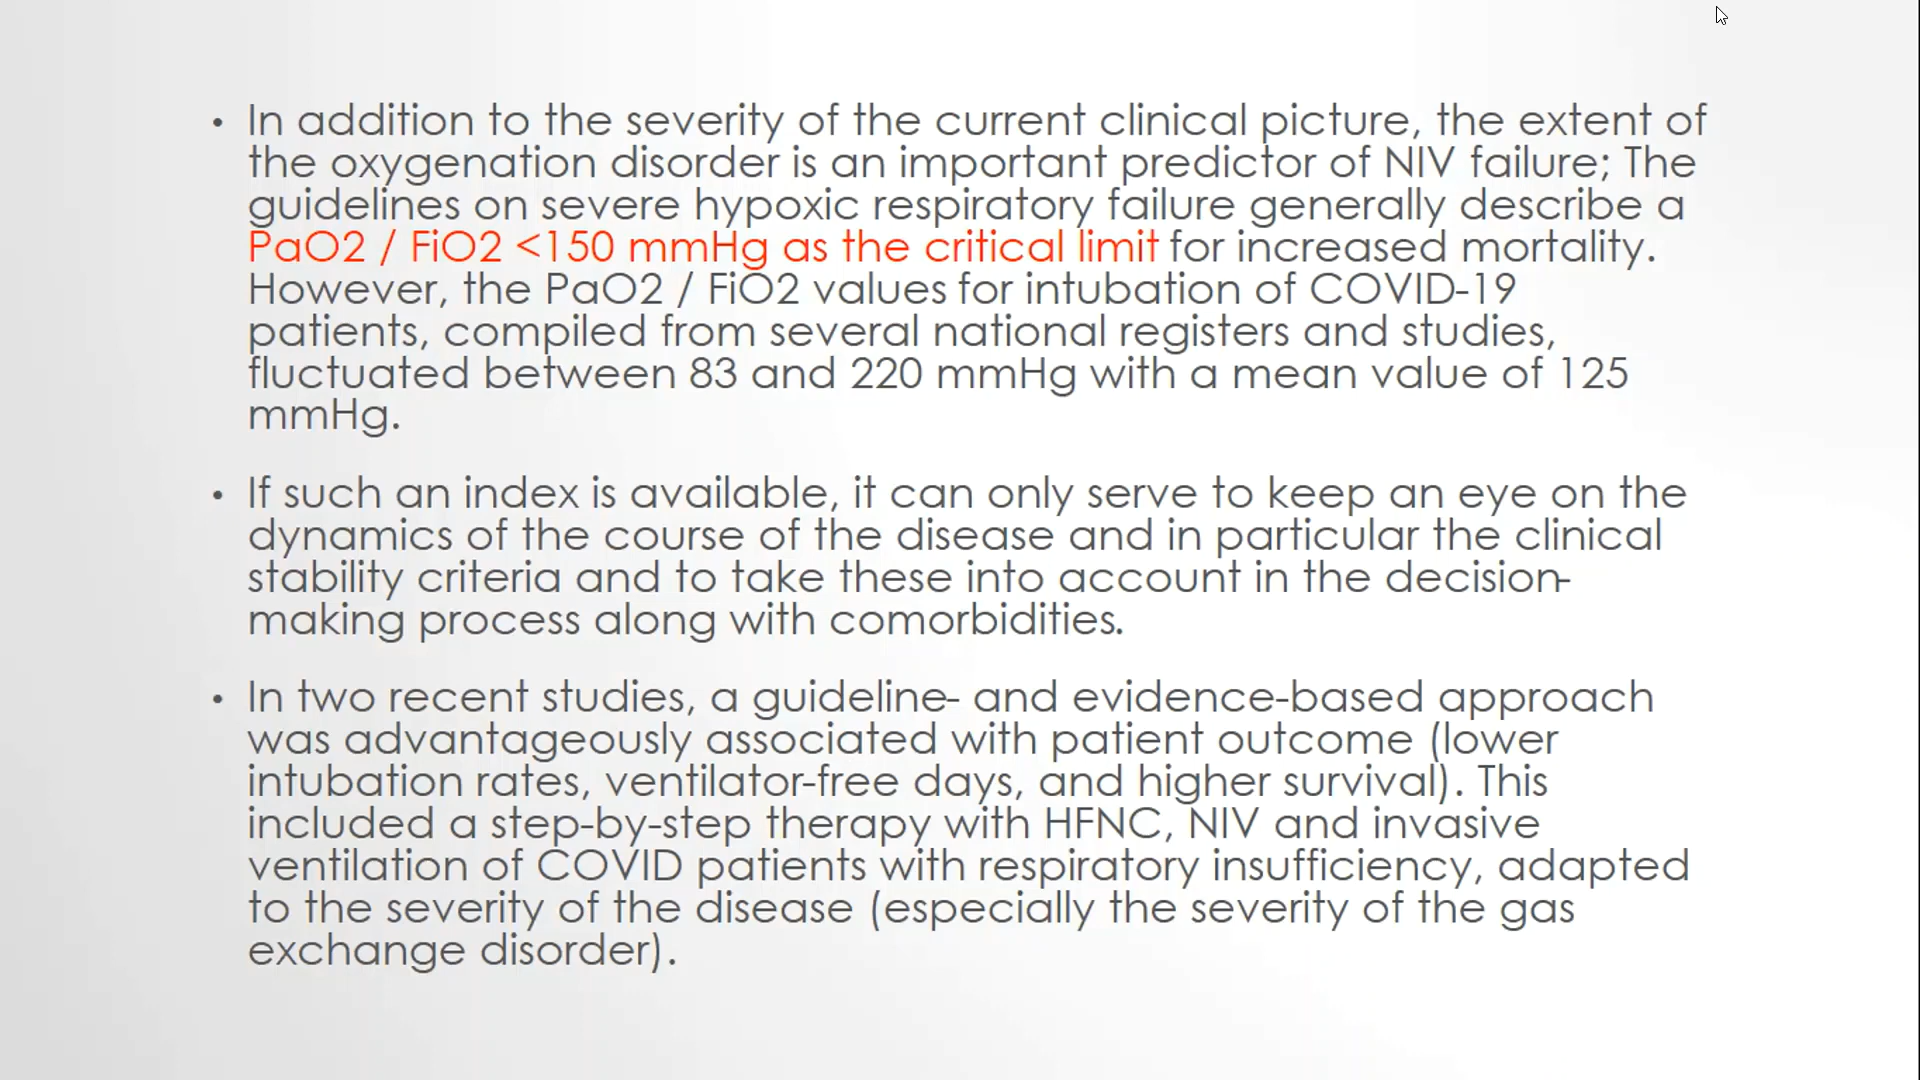 • In addition to the severity of the current clinical picture, the extent of
the oxygenation disorder is an important predictor of NIV failure; The
guidelines on severe hypoxic respiratory failure generally describe a
PaO2 / FiO2 <150 mmHg as the critical limit for increased mortality.
However, the PaO2 / FiO2 values for intubation of COVID-19
patients, compiled from several national registers and studies,
fluctuated between 83 and 220 mmHg with a mean value of 125
mmHg.
• If such an index is available, it can only serve to keep an eye on the
dynamics of the course of the disease and in particular the clinical
stability criteria and to take these into account in the decision-
making process along with comorbidities.
• In two recent studies, a guideline- and evidence-based approach
was advantageously associated with patient outcome (lower
intubation rates, ventilator-free days, and higher survival). This
included a step-by-step therapy with HFNC, NIV and invasive
ventilation of COVID patients with respiratory insufficiency, adapted
to the severity of the disease (especially the severity of the gas
exchange disorder).